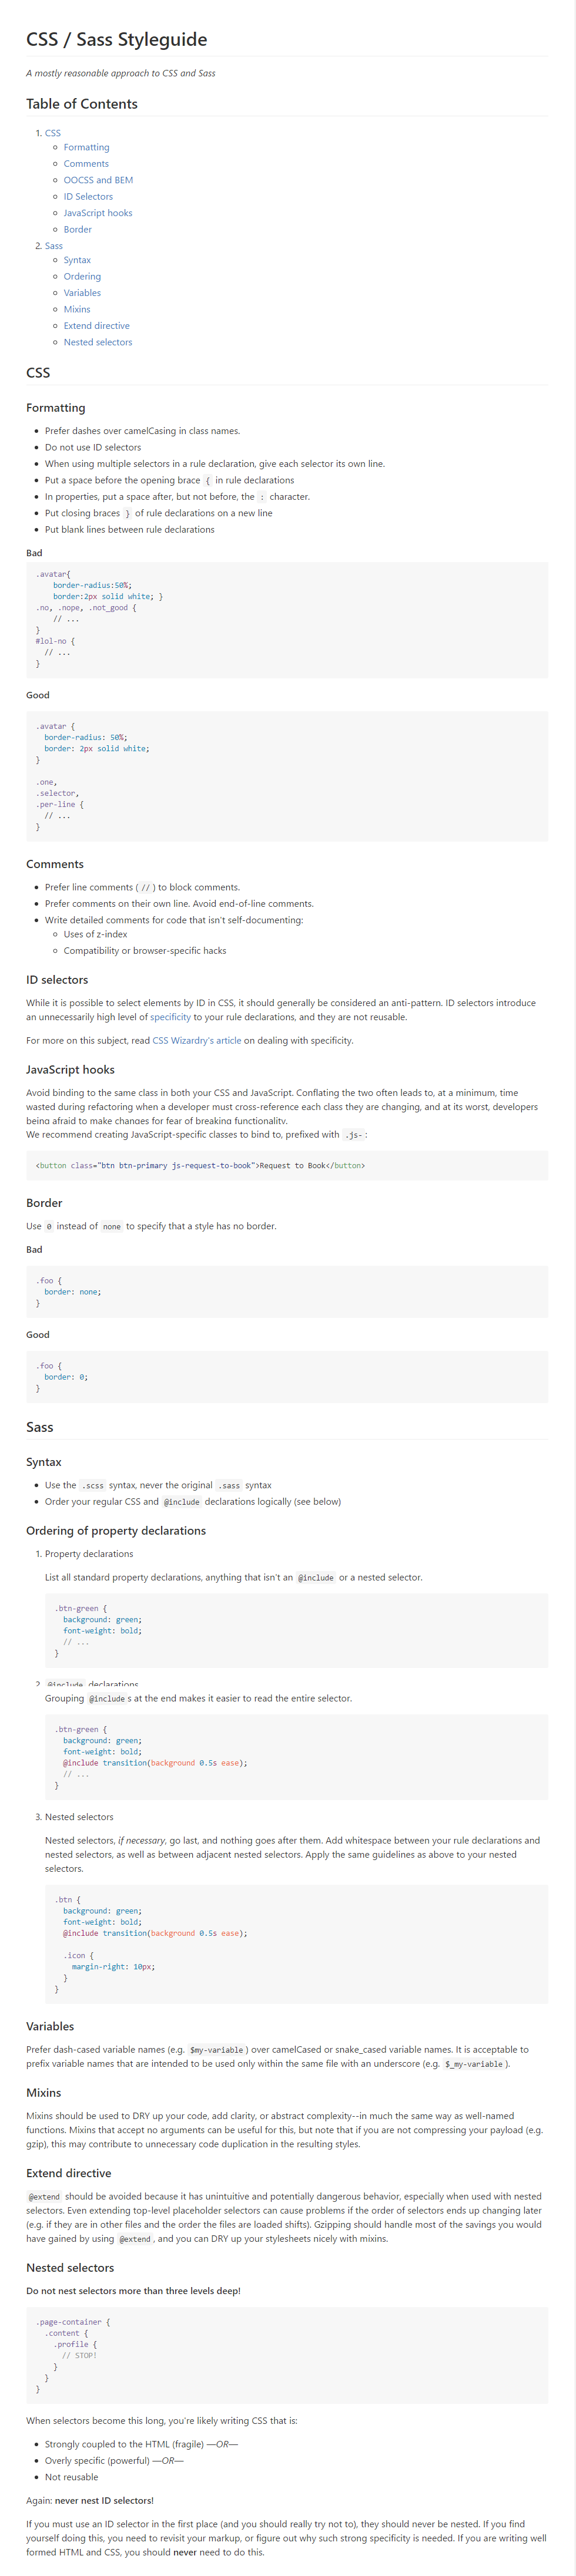 CSS / Sass Styleguide
A mostly reasonable approach to CSS and Sass
Table of Contents
1. CSS
Formatting
Comments
OOCSS and BEM
ID Selectors
JavaScript hooks
Border
2. Sass
Syntax
Ordering
Variables
Mixins
Extend directive
Nested selectors
CSS
Formatting
Prefer dashes over camelCasing in class names.
Do not use ID selectors
When using multiple selectors in a rule declaration, give each selector its own line.
Put a space before the opening brace { in rule declarations
In properties, put a space after, but not before, the : character.
Put closing braces } of rule declarations on a new line
Put blank lines between rule declarations
Bad
.avatar{
border-radius:50%;
border:2px solid white; }
.no, .nope, .not_good {
// ...
}
#lol-no {
// ...
}
Good
.avatar {
border-radius: 50%;
border: 2px solid white;
}
.one,
.selector,
.per-line {
// ...
}
Comments
Prefer line comments ( // ) to block comments.
Prefer comments on their own line. Avoid end-of-line comments.
Write detailed comments for code that isn't self-documenting:
Uses of z-index
Compatibility or browser-specific hacks
ID selectors
While it is possible to select elements by ID in CSS, it should generally be considered an anti-pattern. ID selectors introduce
an unnecessarily high level of specificity to your rule declarations, and they are not reusable.
For more on this subject, read CSS Wizardry's article on dealing with specificity.
JavaScript hooks
Avoid binding to the same class in both your CSS and JavaScript. Conflating the two often leads to, at a minimum, time
wasted during refactoring when a developer must cross-reference each class they are changing, and at its worst, developers
being afraid to make changes for fear of breaking functionality.
We recommend creating JavaScript-specific classes to bind to, prefixed with .js- :
<button class="btn btn-primary js-request-to-book">Request to Book</button>
Border
Use 0 instead of none to specify that a style has no border.
Bad
.foo {
border: none;
}
Good
.foo {
border: 0;
}
Sass
Syntax
Use the .scss syntax, never the original .sass syntax
Order your regular CSS and @include declarations logically (see below)
Ordering of property declarations
1. Property declarations
List all standard property declarations, anything that isn't an @include or a nested selector.
.btn-green {
background: green;
font-weight: bold;
// ...
}
2. @include declarations
Grouping @include s at the end makes it easier to read the entire selector.
.btn-green {
background: green;
font-weight: bold;
@include transition(background 0.5s ease);
// ...
}
3. Nested selectors
Nested selectors, if necessary, go last, and nothing goes after them. Add whitespace between your rule declarations and
nested selectors, as well as between adjacent nested selectors. Apply the same guidelines as above to your nested
selectors.
.btn {
background: green;
font-weight: bold;
@include transition(background 0.5s ease);
.icon {
margin-right: 10px;
}
}
Variables
Prefer dash-cased variable names (e.g. $my-variable ) over camelCased or snake_cased variable names. It is acceptable to
prefix variable names that are intended to be used only within the same file with an underscore (e.g. $_my-variable ).
Mixins
Mixins should be used to DRY up your code, add clarity, or abstract complexity--in much the same way as well-named
functions. Mixins that accept no arguments can be useful for this, but note that if you are not compressing your payload (e.g.
gzip), this may contribute to unnecessary code duplication in the resulting styles.
Extend directive
@extend should be avoided because it has unintuitive and potentially dangerous behavior, especially when used with nested
selectors. Even extending top-level placeholder selectors can cause problems if the order of selectors ends up changing later
(e.g. if they are in other files and the order the files are loaded shifts). Gzipping should handle most of the savings you would
have gained by using @extend , and you can DRY up your stylesheets nicely with mixins.
Nested selectors
Do not nest selectors more than three levels deep!
.page-container {
.content {
.profile {
// STOP!
}
}
}
When selectors become this long, you're likely writing CSS that is:
Strongly coupled to the HTML (fragile) —OR—
Overly specific (powerful) —OR—
Not reusable
Again: never nest ID selectors!
If you must use an ID selector in the first place (and you should really try not to), they should never be nested. If you find
yourself doing this, you need to revisit your markup, or figure out why such strong specificity is needed. If you are writing well
formed HTML and CSS, you should never need to do this.